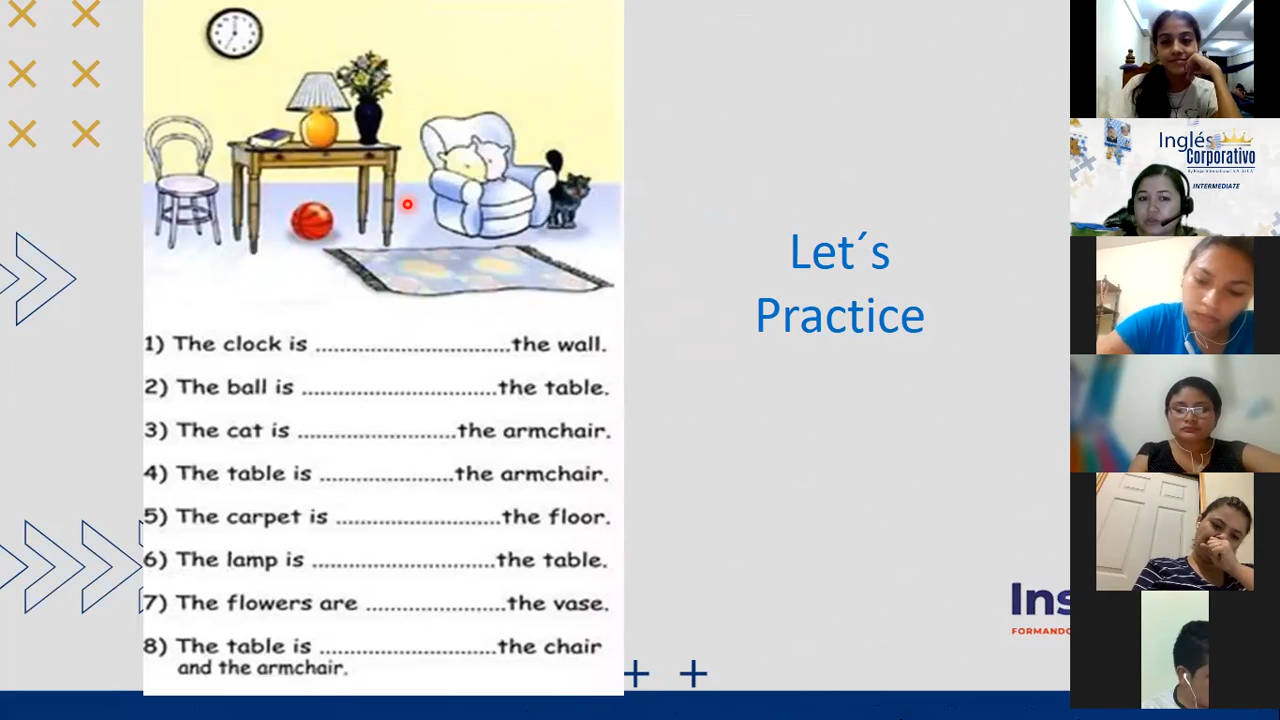 Let´s
Practice
1) The clock is ........................................the wall.
2) The ball is ........................................the table.
3) The cat is ................................the armchair.
4) The table is ...........................the armchair.
5) The carpet is .................................the floor.
6) The lamp is .....................................the table.
7) The flowers are ............................the vase.
8) The table is ....................................the chair
and the armchair.
Inglés
Corporativo
INTERMEDIATE
Ins
FORMANDO